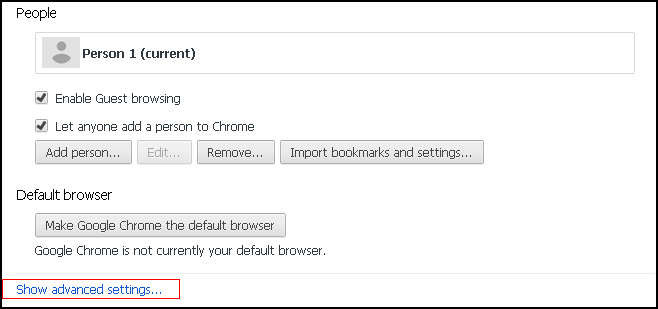 People
Person 1 (current)
Enable Guest browsing
Let anyone add a person to Chrome
Add person... Edit... Remove... Import bookmarks and settings...
Default browser
Make Google Chrome the default browser
Google Chrome is not currently your default browser.
Show advanced settings...